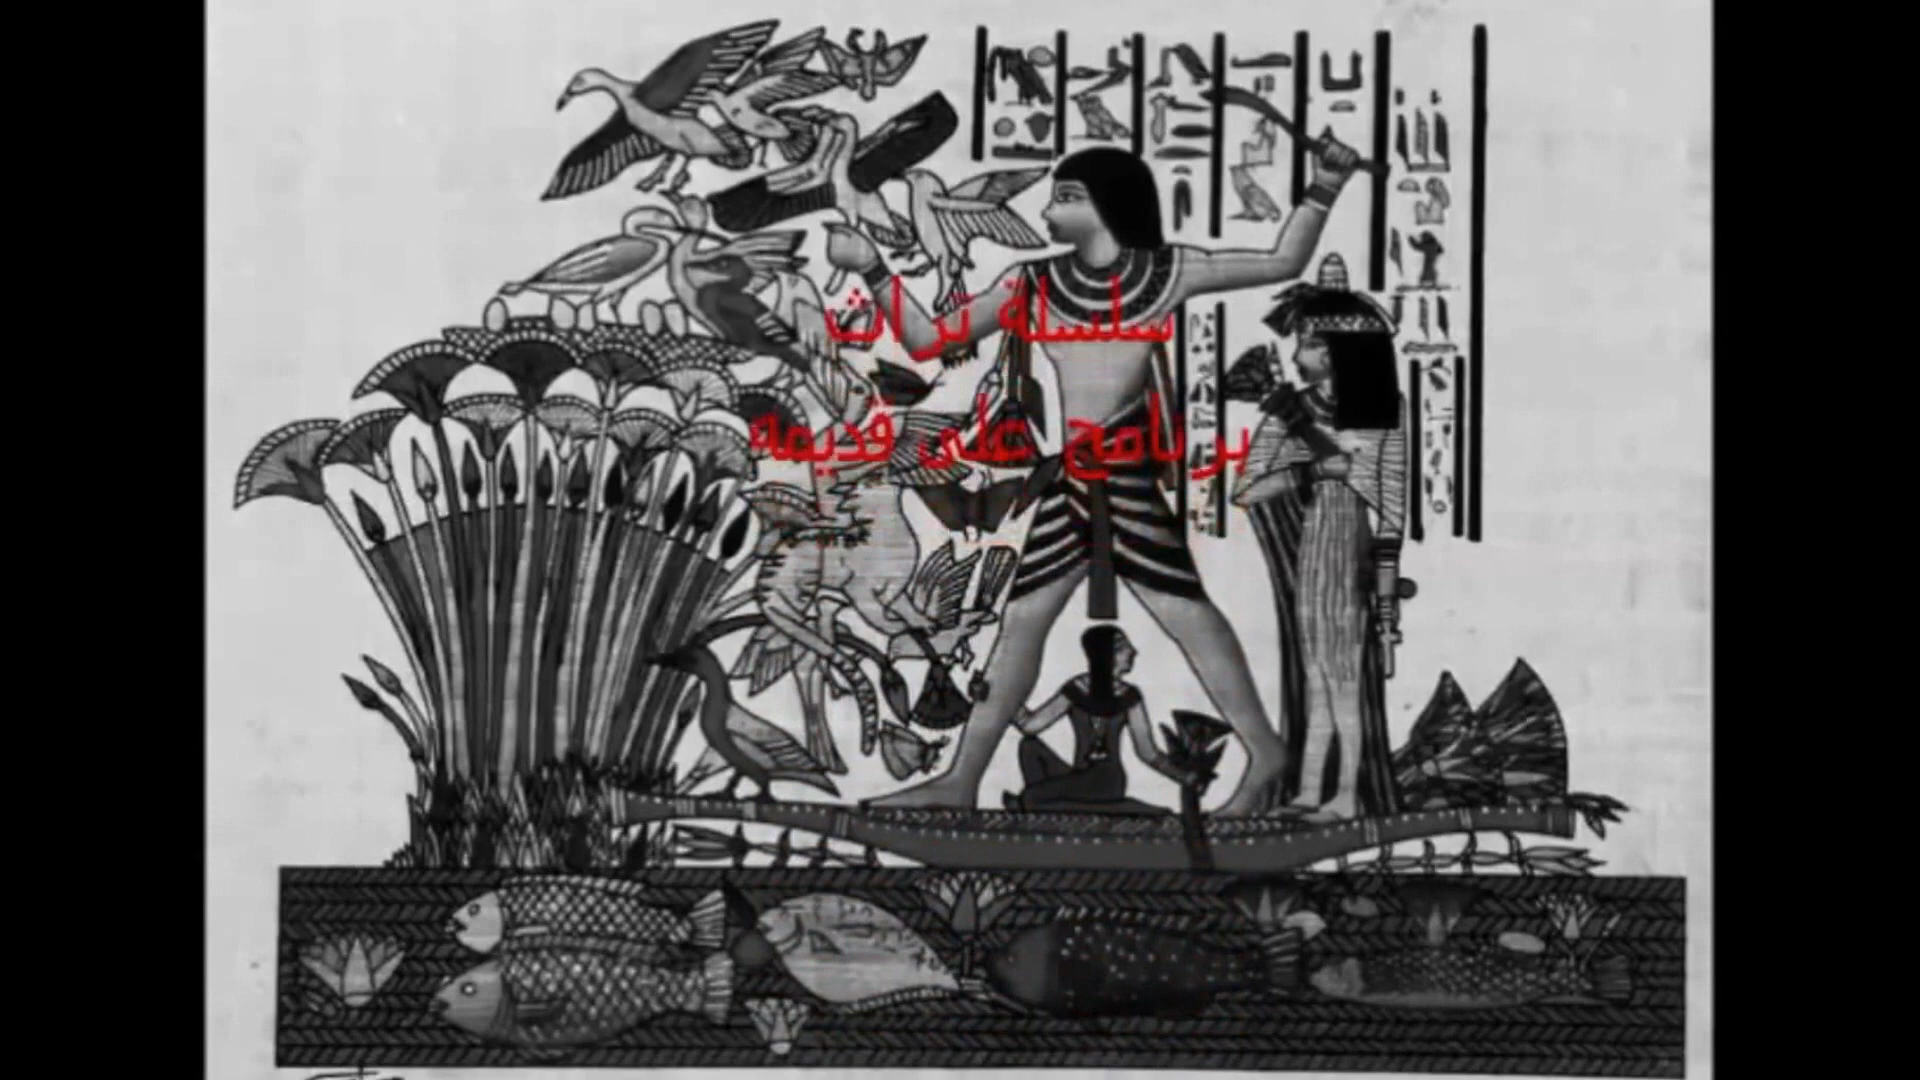 سلسلة تراث
برنامج على قديمه